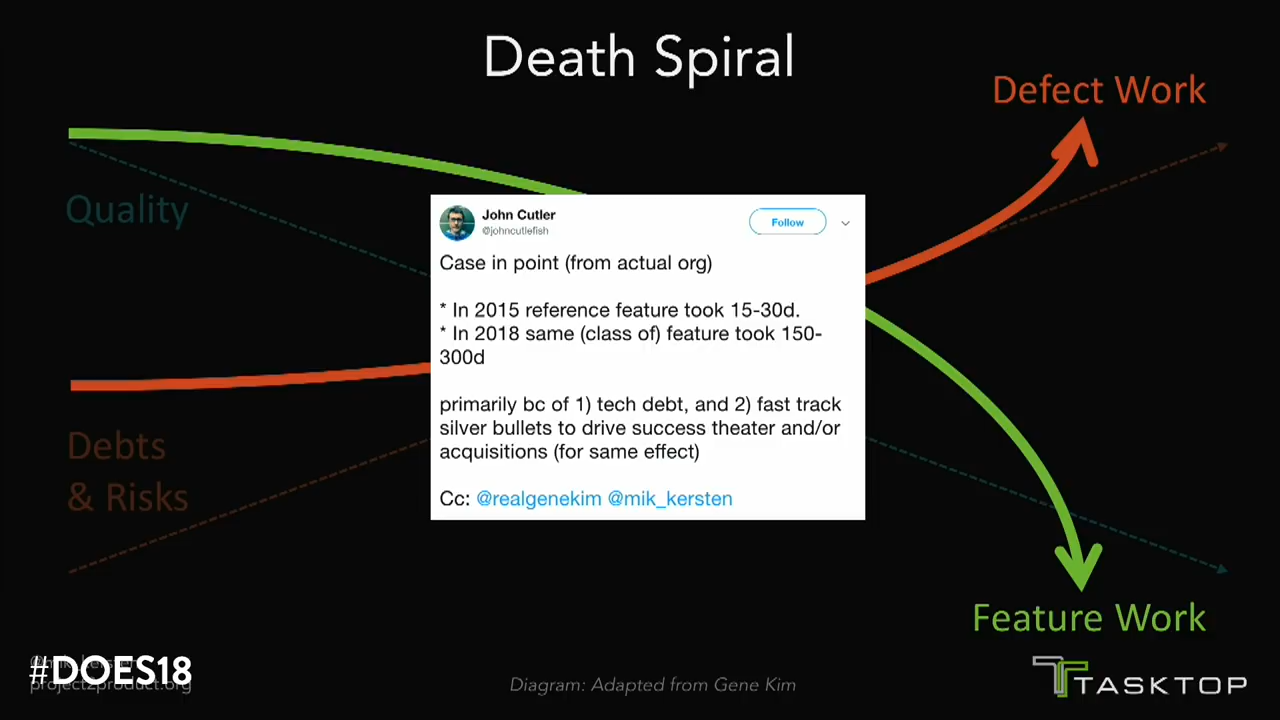 Death Spiral
Defect Work
Quality
John Cutler
@johncutlefish
Follow
Case in point (from actual org)
* In 2015 reference feature took 15-30d.
* In 2018 same (class of) feature took 150-
300d
primarily bc of 1) tech debt, and 2) fast track
silver bullets to drive success theater and/or
acquisitions (for same effect)
Cc: @realgenekim @mik_kersten
Debts
& Risks
Feature Work
#DOES18
project2product.org
Diagram: Adapted from Gene Kim
TASKTOP